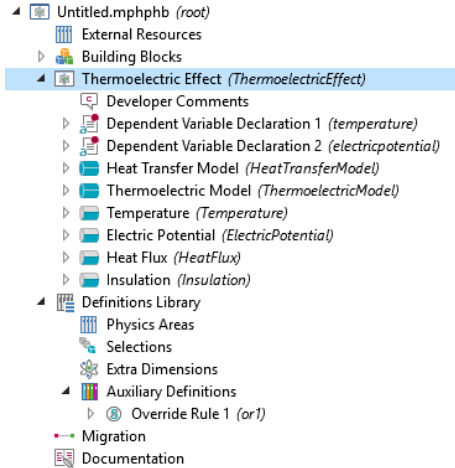 Untitled.mphphb (root)
External Resources
Building Blocks
Thermoelectric Effect (ThermoelectricEffect)
Developer Comments
Dependent Variable Declaration 1 (temperature)
Dependent Variable Declaration 2 (electricpotential)
Heat Transfer Model (HeatTransferModel)
Thermoelectric Model (ThermoelectricModel)
Temperature (Temperature)
Electric Potential (ElectricPotential)
Heat Flux (HeatFlux)
Insulation (Insulation)
Definitions Library
Physics Areas
Selections
Extra Dimensions
Auxiliary Definitions
Override Rule 1 (or1)
Migration
Documentation